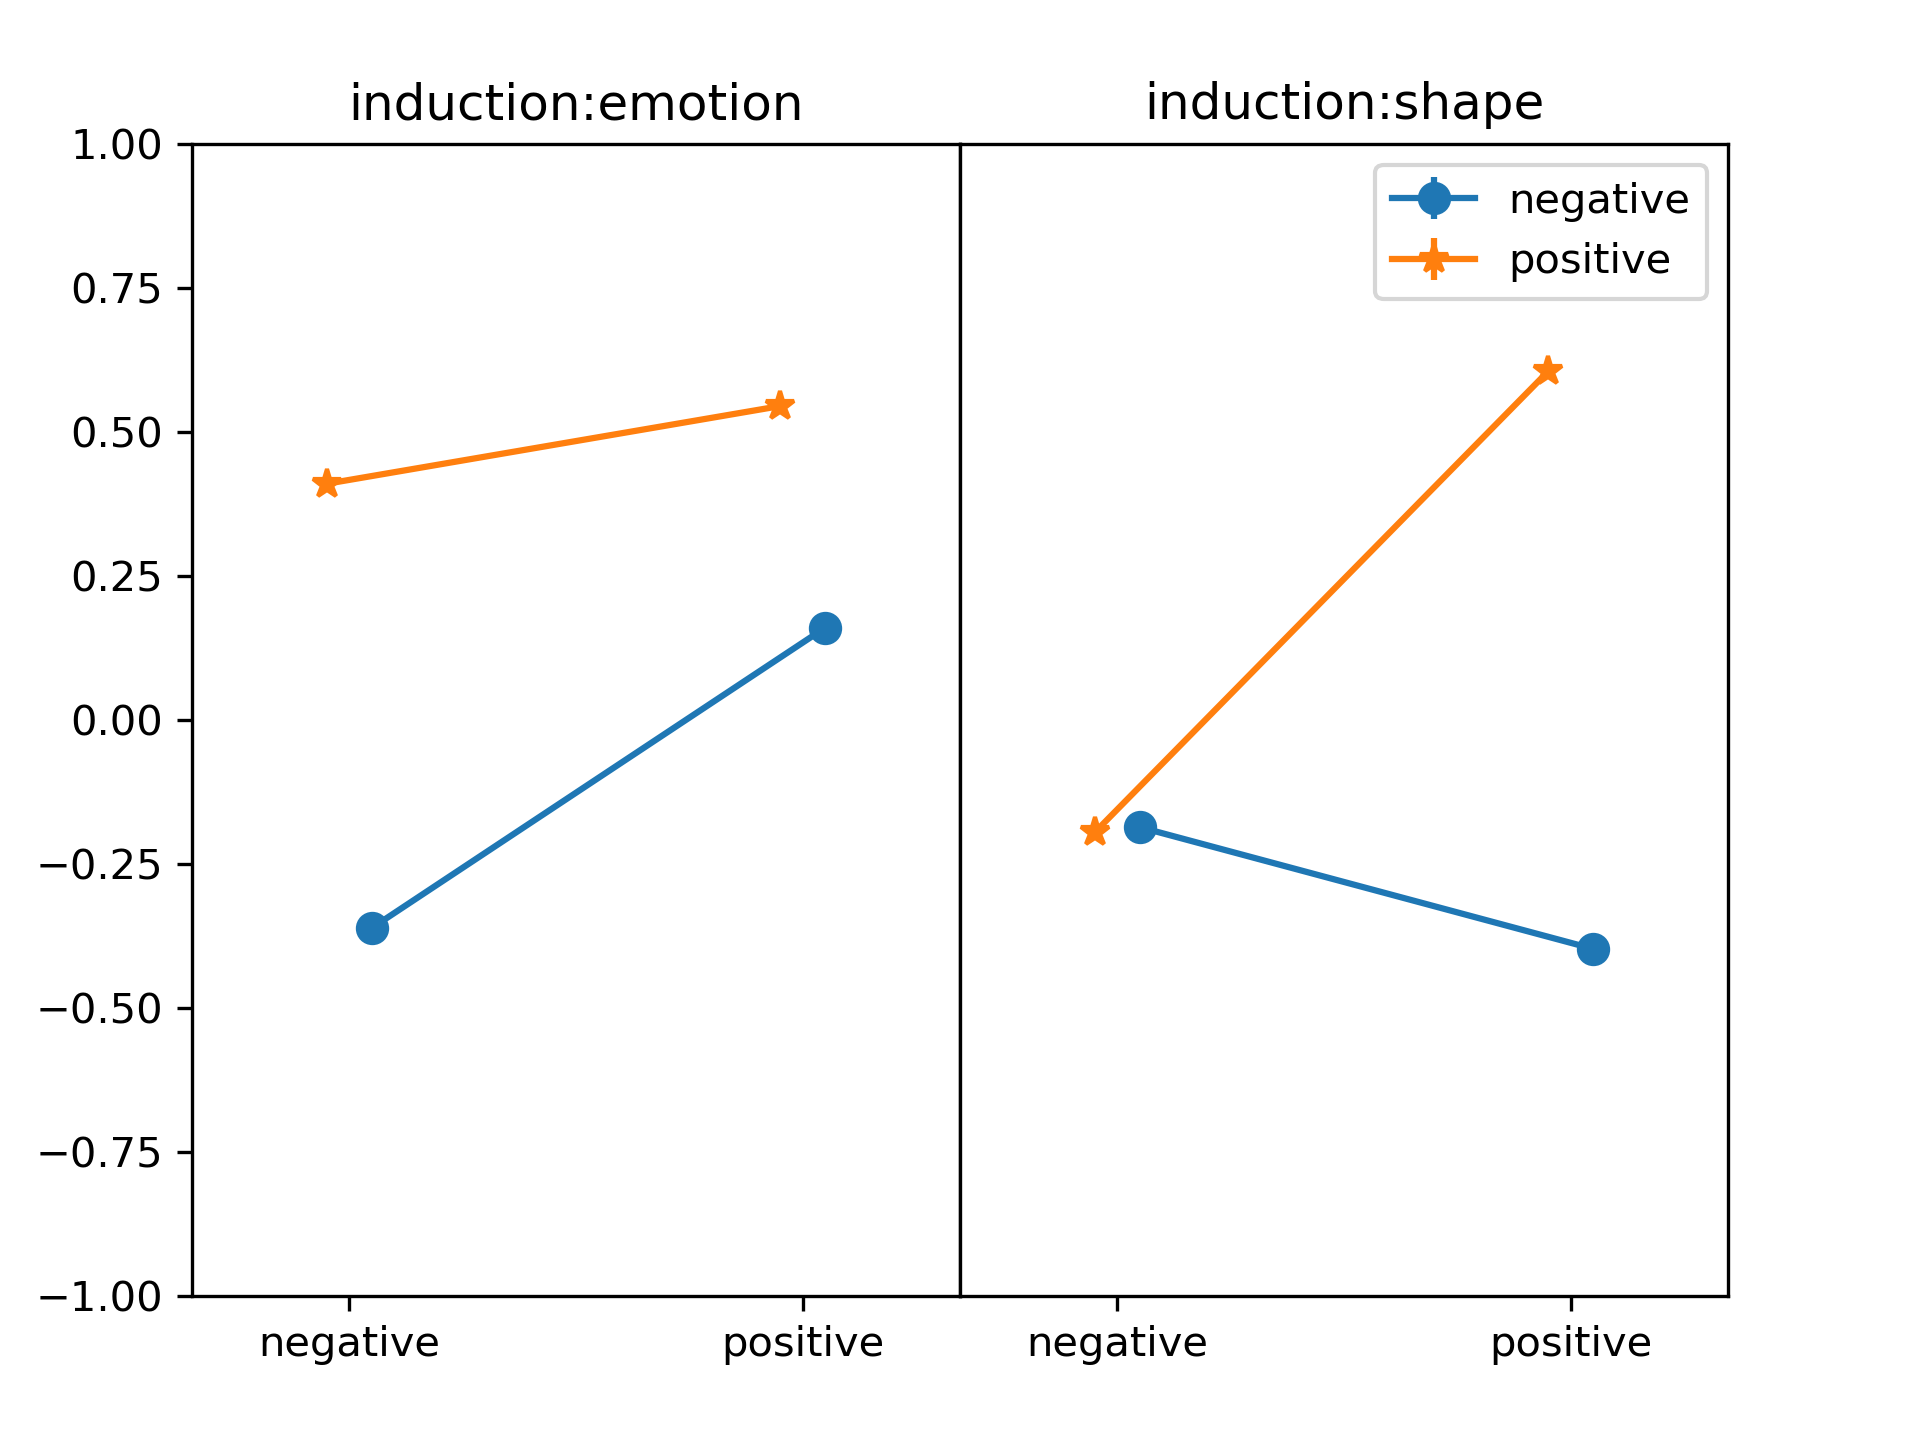 induction:emotion
induction:shape
1.00
0.75
0.50
0.25
0.00
−0.25
−0.50
−0.75
−1.00
negative
positive
negative
positive
negative
positive